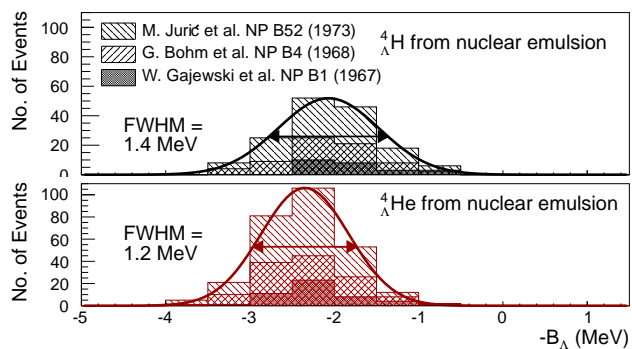 M. Jurič et al. NP B52 (1973)
G. Bohm et al. NP B4 (1968)
W. Gajewski et al. NP B1 (1967)
⁴ΛH from nuclear emulsion
No. of Events
100
80
60
40
20
0
FWHM =
1.4 MeV
⁴ΛHe from nuclear emulsion
No. of Events
100
80
60
40
20
0
FWHM =
1.2 MeV
-5 -4 -3 -2 -1 0 1
-BΛ (MeV)